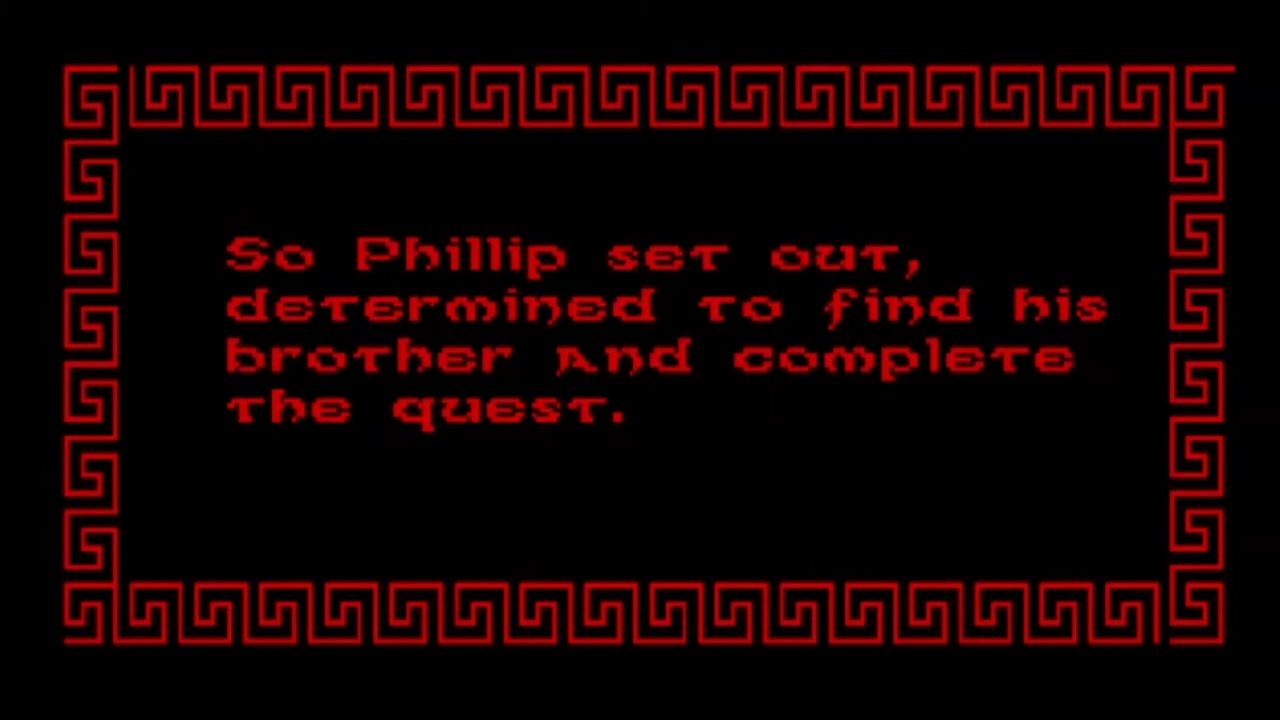 So Phillip set out,
determined to find his
brother and complete
the quest.